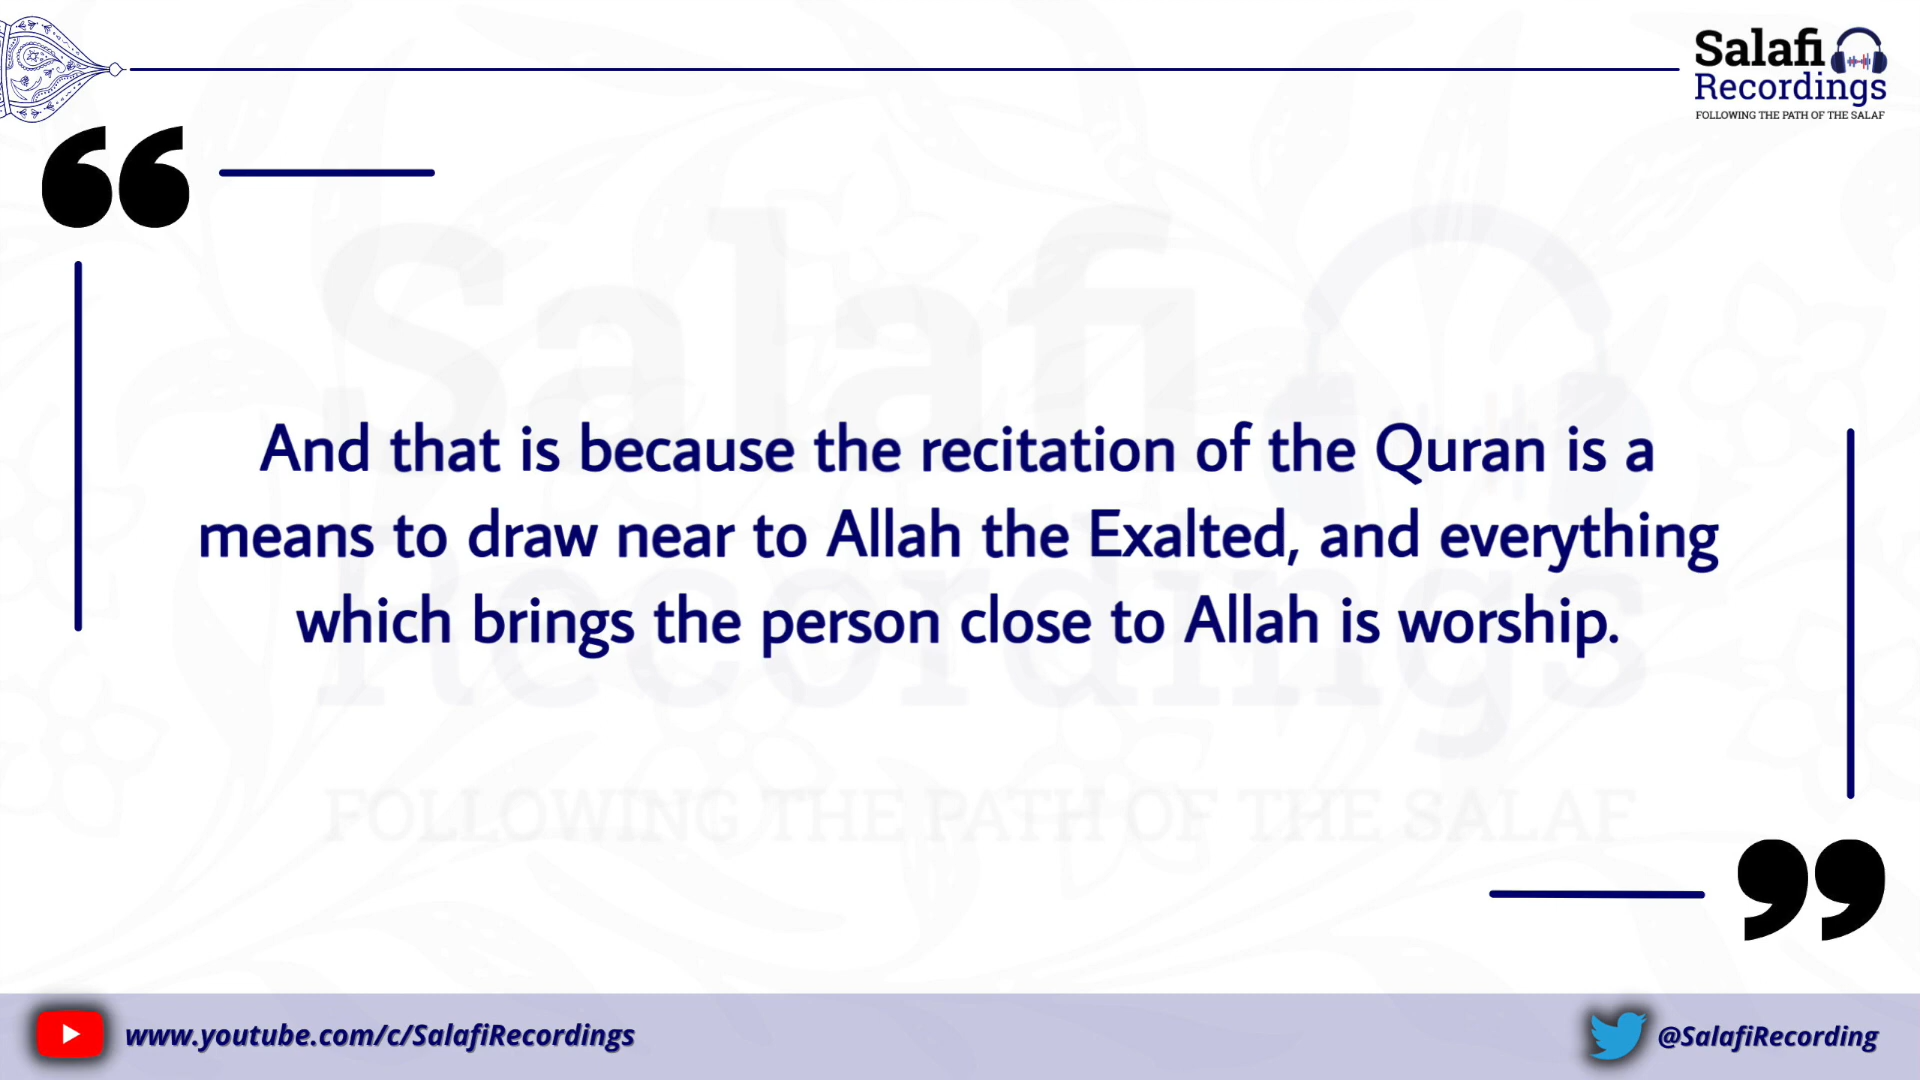 Salafi
Recordings
FOLLOWING THE PATH OF THE SALAF
“
And that is because the recitation of the Quran is a
means to draw near to Allah the Exalted, and everything
which brings the person close to Allah is worship.
”
Salafi
Recordings
FOLLOWING THE PATH OF THE SALAF
www.youtube.com/c/SalafiRecordings
@SalafiRecording